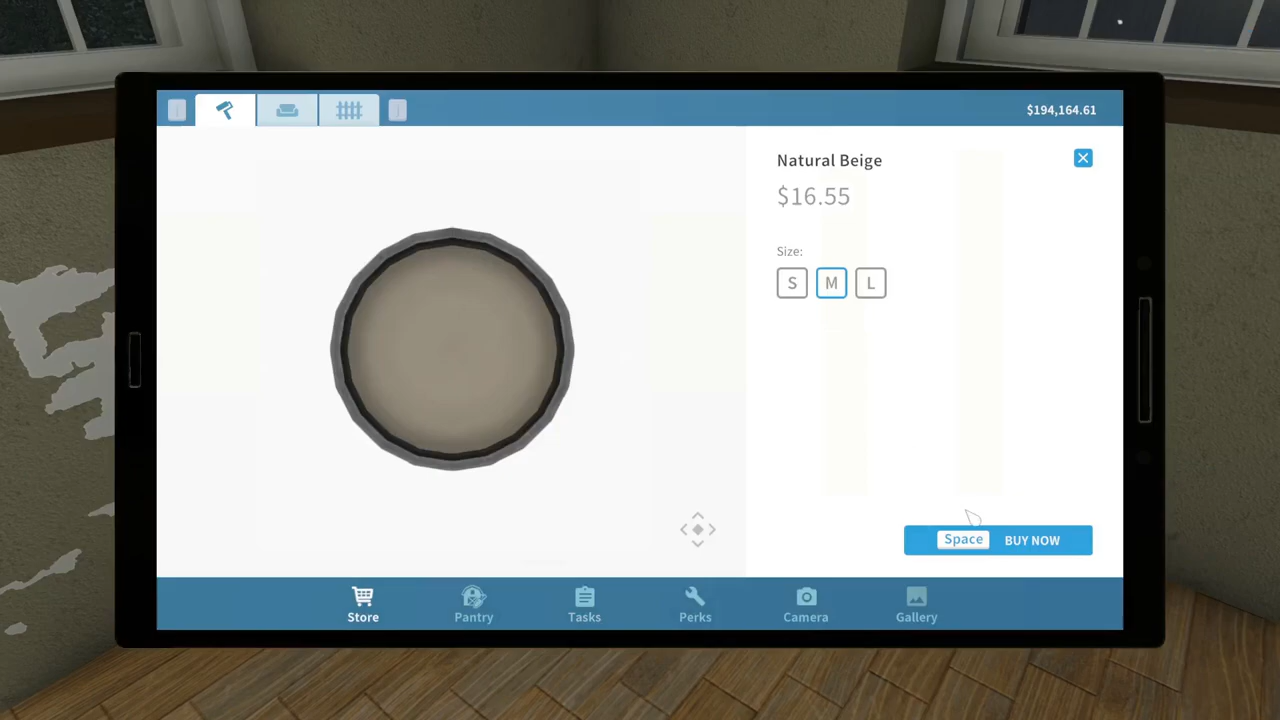 $194,164.61
Natural Beige
$16.55
Size:
S M L
Space BUY NOW
Store Pantry Tasks Perks Camera Gallery